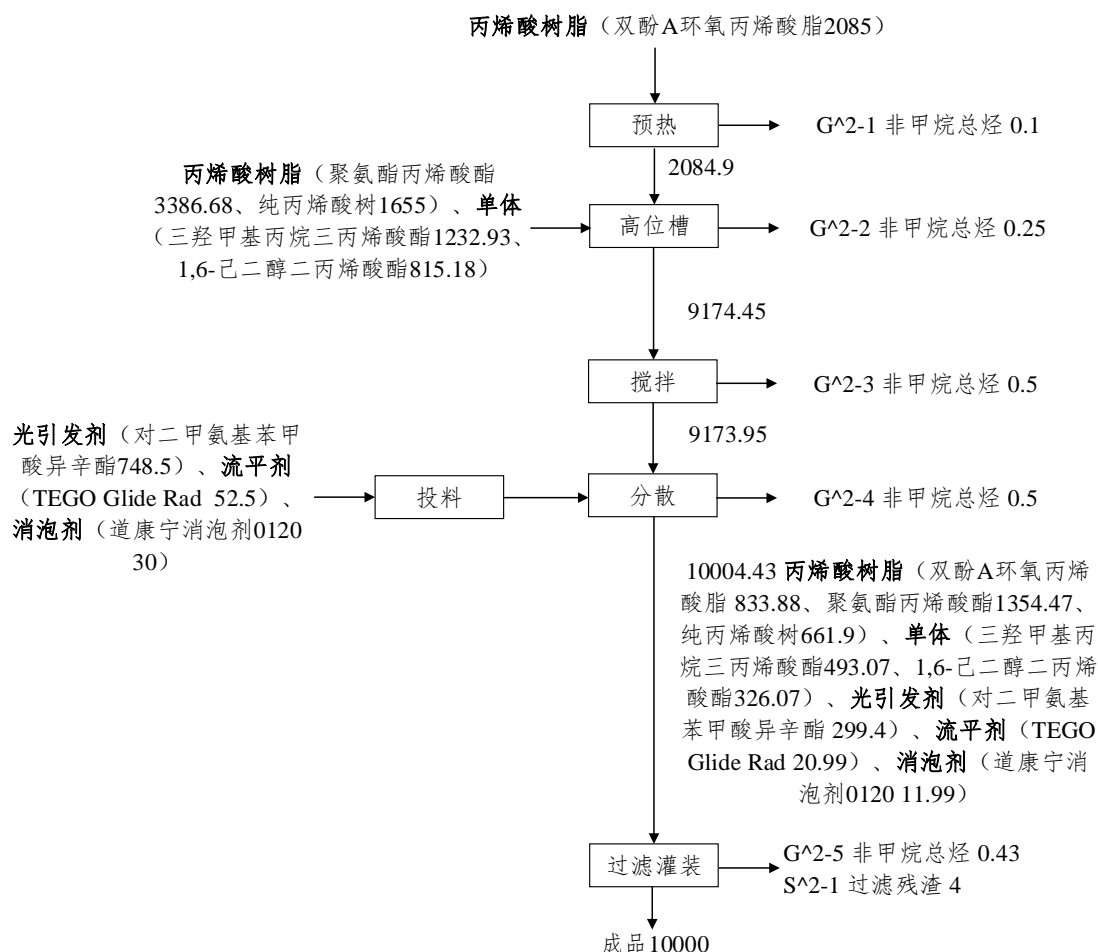 丙烯酸树脂（双酚A环氧丙烯酸脂2085）
预热
G^2-1 非甲烷总烃 0.1
2084.9
丙烯酸树脂（聚氨酯丙烯酸酯
3386.68、纯丙烯酸树1655）、单体
（三羟甲基丙烷三丙烯酸酯1232.93、
1,6-己二醇二丙烯酸酯815.18）
高位槽
G^2-2 非甲烷总烃 0.25
9174.45
搅拌
G^2-3 非甲烷总烃 0.5
9173.95
光引发剂（对二甲氨基苯甲
酸异辛酯748.5）、流平剂
（TEGO Glide Rad 52.5）、
消泡剂（道康宁消泡剂0120
30）
投料
分散
G^2-4 非甲烷总烃 0.5
10004.43 丙烯酸树脂（双酚A环氧丙烯
酸脂 833.88、聚氨酯丙烯酸酯1354.47、
纯丙烯酸树661.9）、单体（三羟甲基丙
烷三丙烯酸酯493.07、1,6-己二醇二丙烯
酸酯326.07）、光引发剂（对二甲氨基
苯甲酸异辛酯 299.4）、流平剂（TEGO
Glide Rad 20.99）、消泡剂（道康宁消
泡剂0120 11.99）
过滤灌装
G^2-5 非甲烷总烃 0.43
S^2-1 过滤残渣 4
成品10000